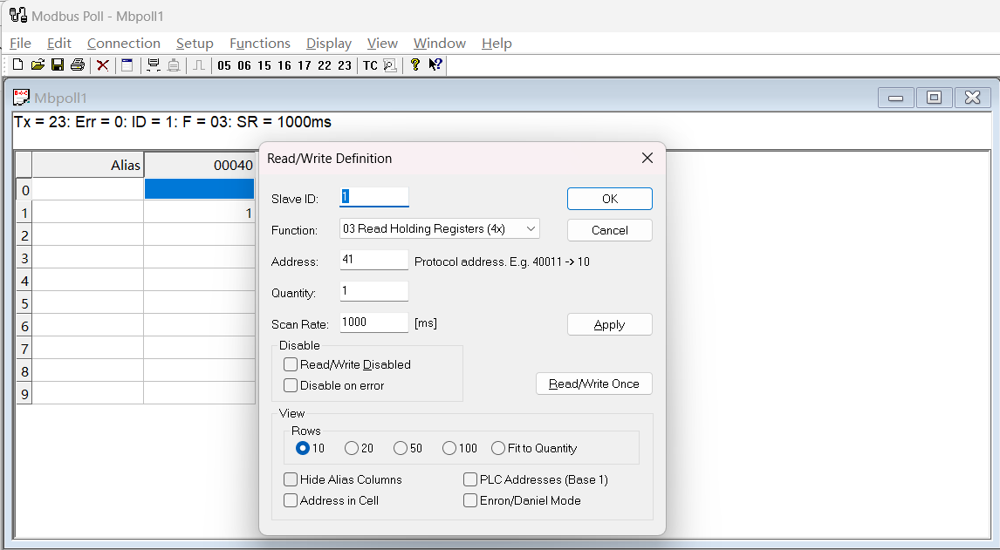 Modbus Poll - Mbpoll1
File Edit Connection Setup Functions Display View Window Help
05 06 15 16 17 22 23 TC
Mbpoll1
Tx = 23: Err = 0: ID = 1: F = 03: SR = 1000ms
Alias 00040
0
1 1
2
3
4
5
6
7
8
9
Read/Write Definition
Slave ID: 1 OK
Function: 03 Read Holding Registers (4x) Cancel
Address: 41 Protocol address. E.g. 40011 -> 10
Quantity: 1
Scan Rate: 1000 [ms] Apply
Disable
Read/Write Disabled
Disable on error Read/Write Once
View
Rows
10 20 50 100 Fit to Quantity
Hide Alias Columns PLC Addresses (Base 1)
Address in Cell Enron/Daniel Mode